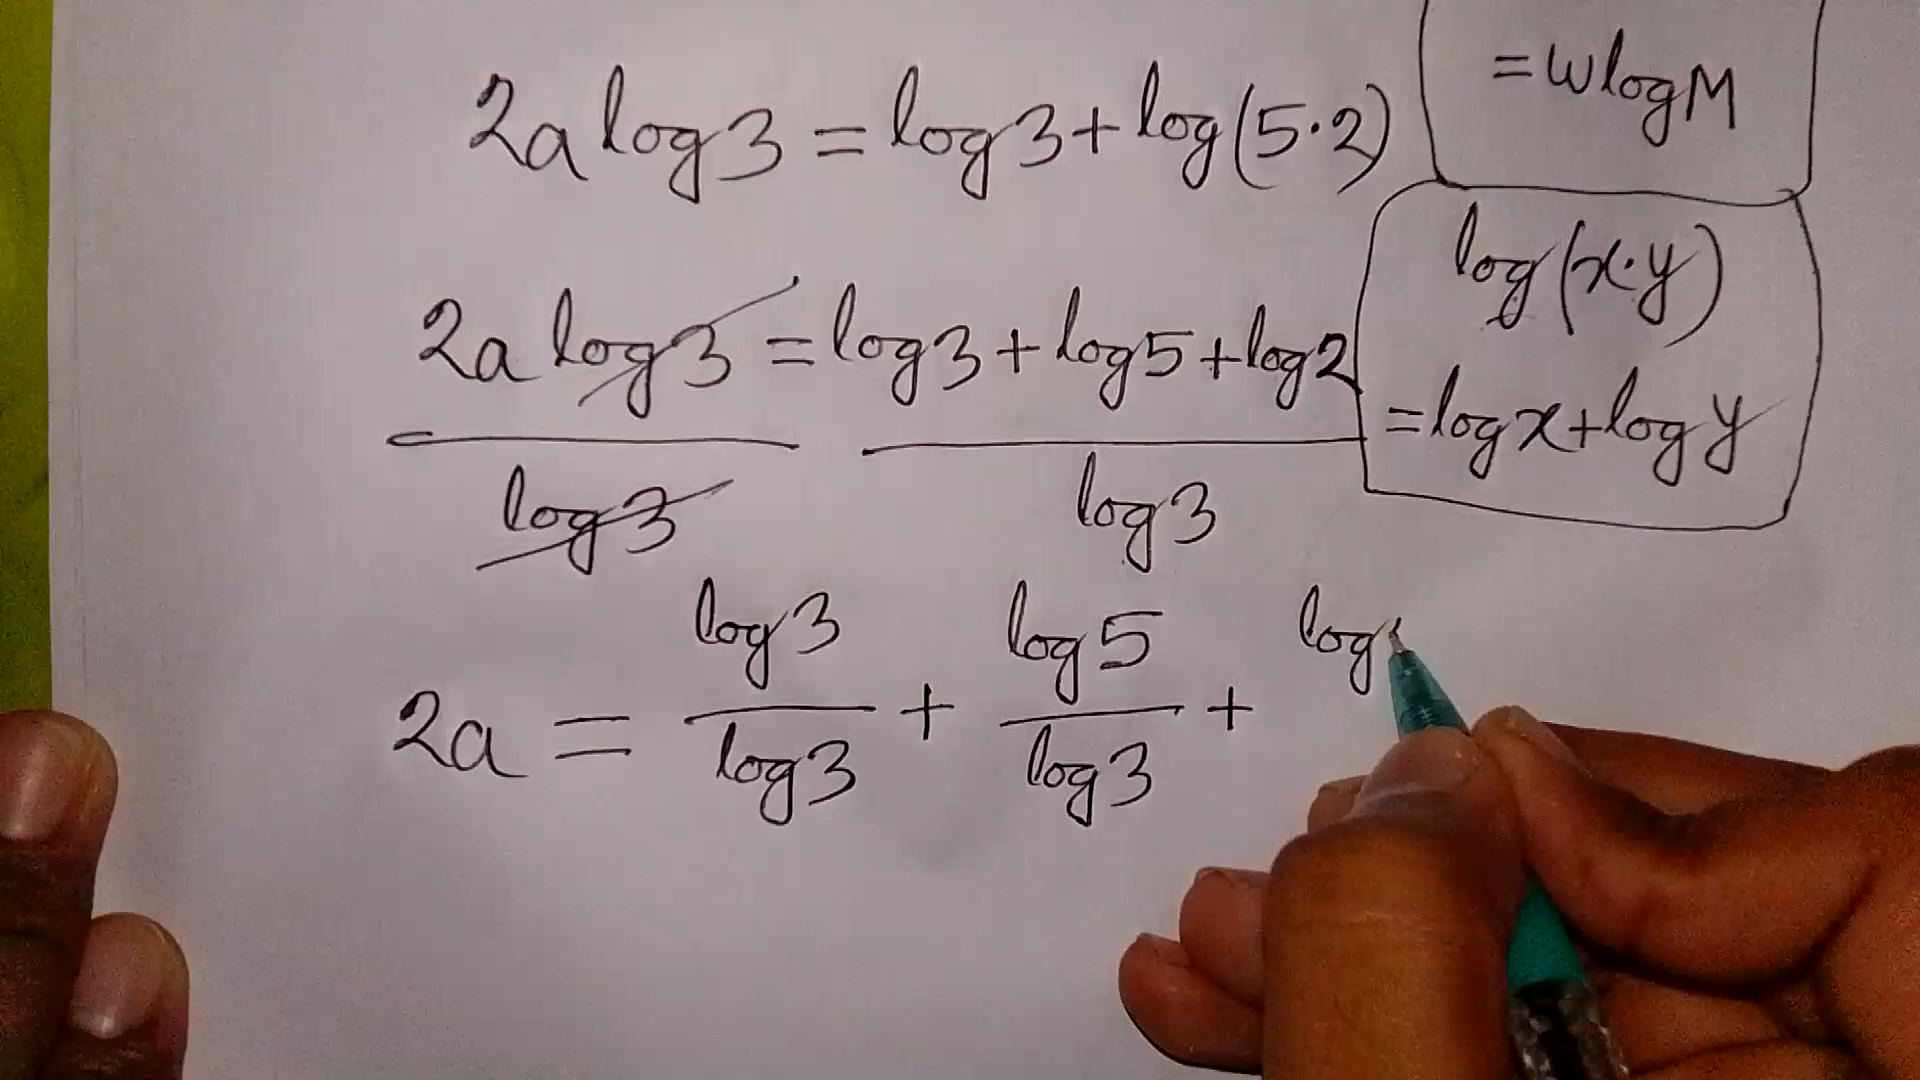 2a log3 = log3 + log(5·2)
= w log M
log(x·y)
= log x + log y
2a log3 = log3 + log5 + log2
log3 log3
log3 log5 log
2a = + +
log3 log3